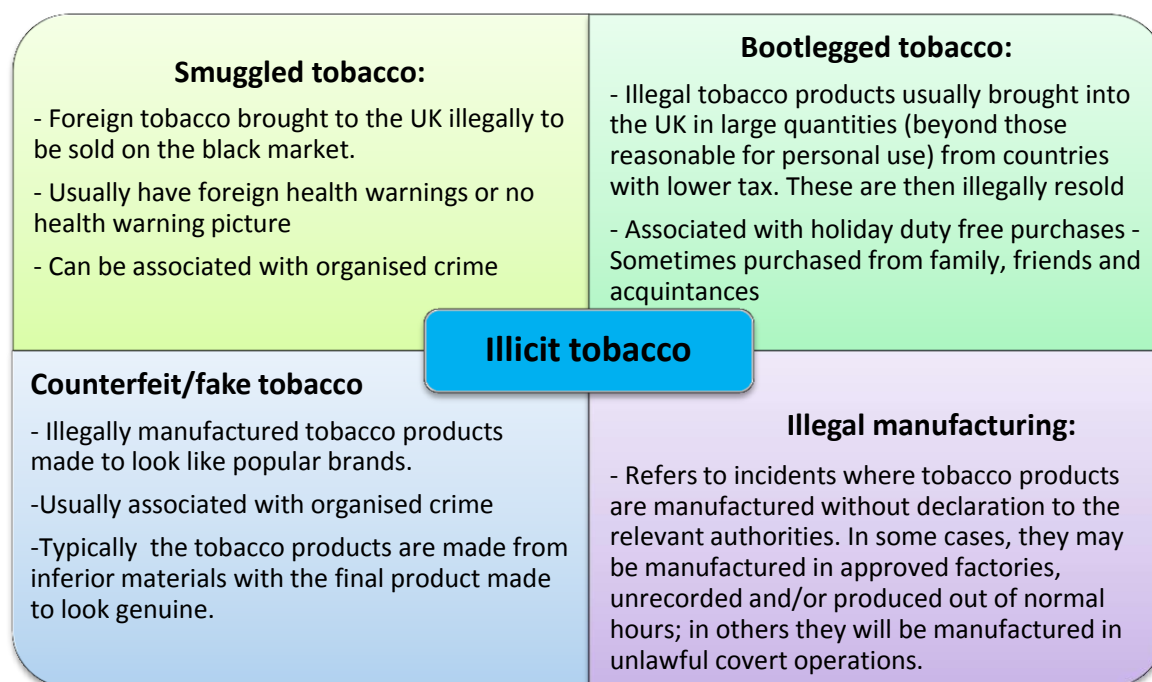 Smuggled tobacco:
- Foreign tobacco brought to the UK illegally to
be sold on the black market.
- Usually have foreign health warnings or no
health warning picture
- Can be associated with organised crime
Bootlegged tobacco:
- Illegal tobacco products usually brought into
the UK in large quantities (beyond those
reasonable for personal use) from countries
with lower tax. These are then illegally resold
- Associated with holiday duty free purchases -
Sometimes purchased from family, friends and
acquintances
Illicit tobacco
Counterfeit/fake tobacco
- Illegally manufactured tobacco products
made to look like popular brands.
-Usually associated with organised crime
-Typically  the tobacco products are made from
inferior materials with the final product made
to look genuine.
Illegal manufacturing:
- Refers to incidents where tobacco products
are manufactured without declaration to the
relevant authorities. In some cases, they may
be manufactured in approved factories,
unrecorded and/or produced out of normal
hours; in others they will be manufactured in
unlawful covert operations.